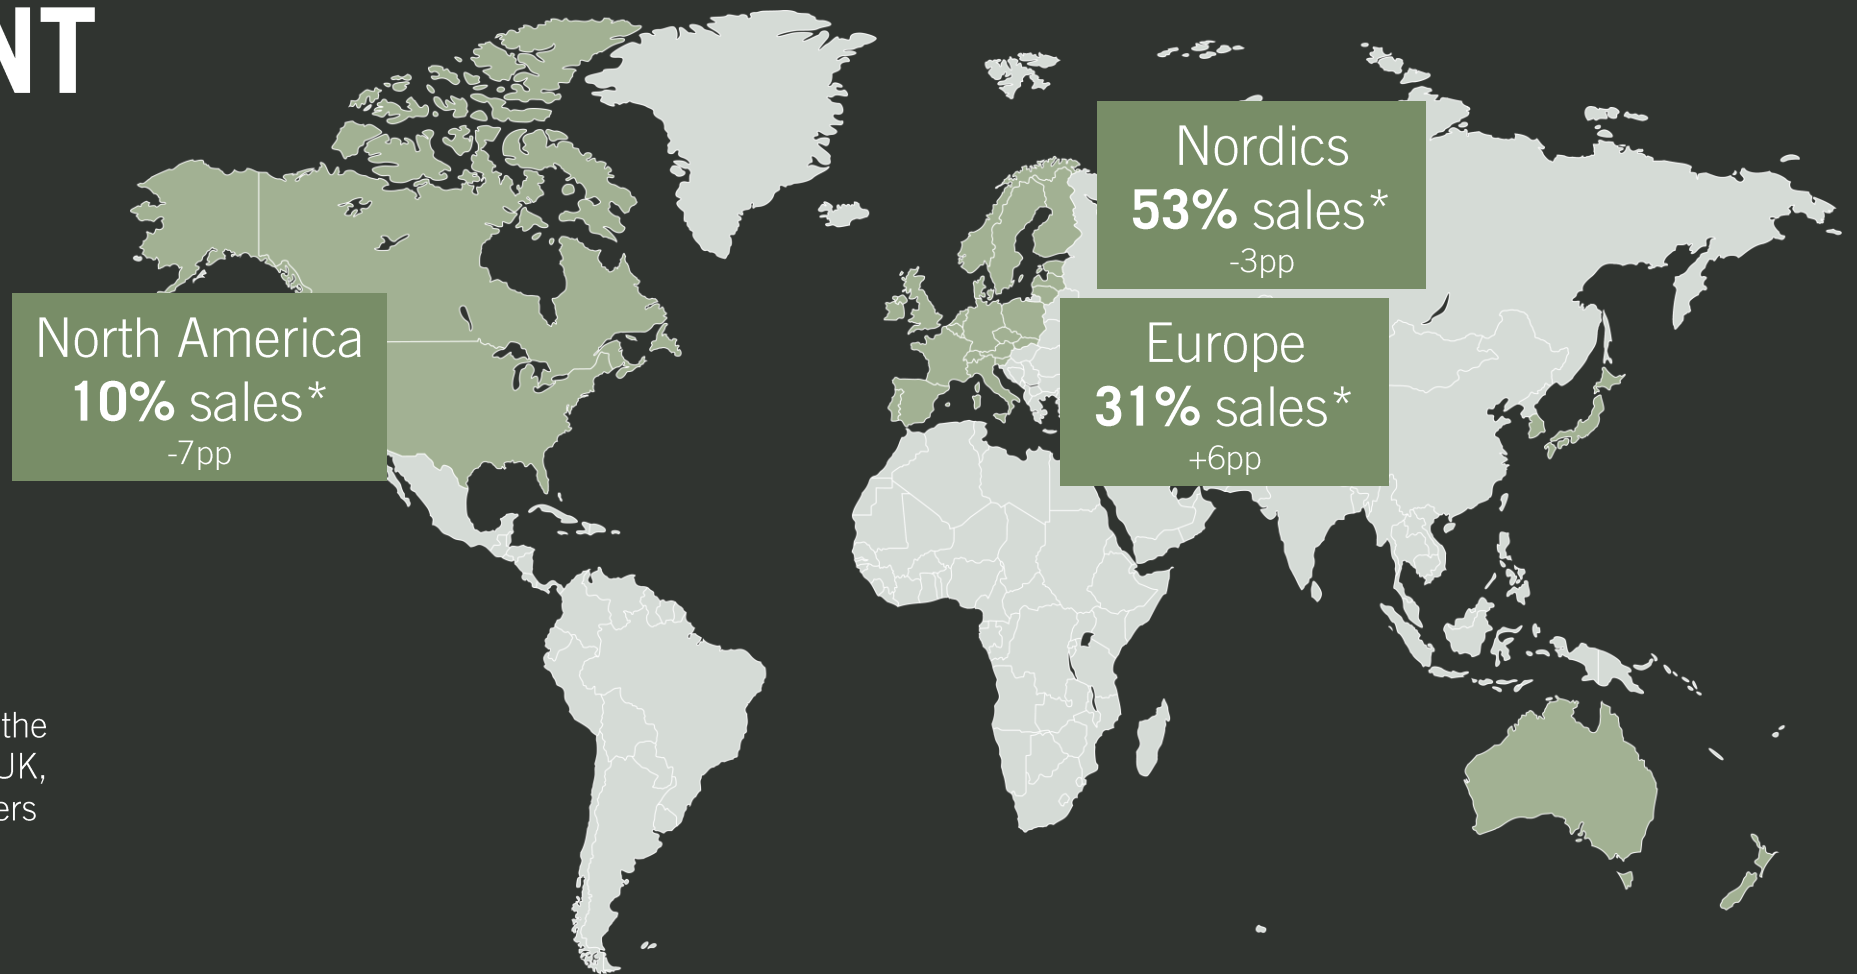 NT
North America
10% sales*
-7pp
Nordics
53% sales*
-3pp
Europe
31% sales*
+6pp
the
UK,
ers